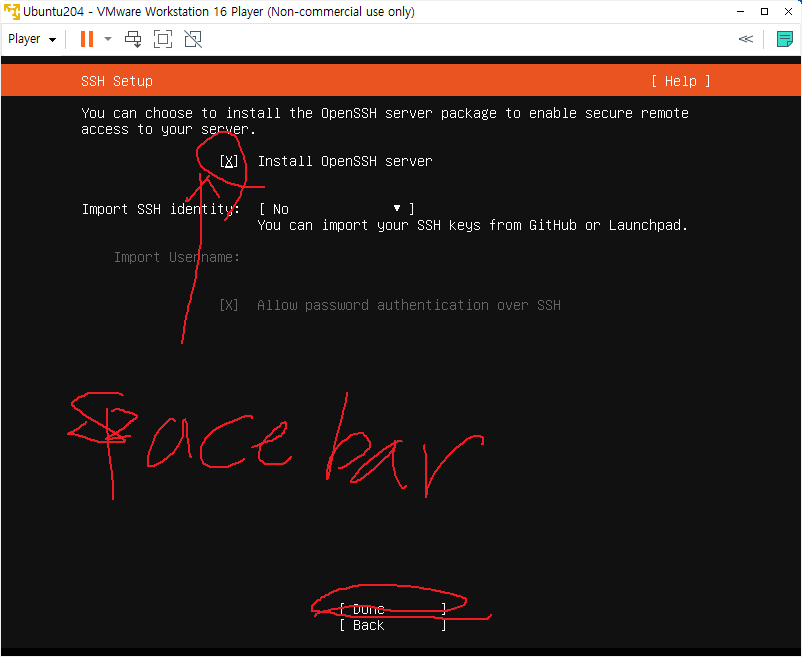 Ubuntu204 - VMware Workstation 16 Player (Non-commercial use only)
Player
SSH Setup [ Help ]
You can choose to install the OpenSSH server package to enable secure remote
access to your server.
[X] Install OpenSSH server
Import SSH identity: [ No ▼ ]
You can import your SSH keys from GitHub or Launchpad.
Import Username:
[X] Allow password authentication over SSH
Space bar
[ Done ]
[ Back ]